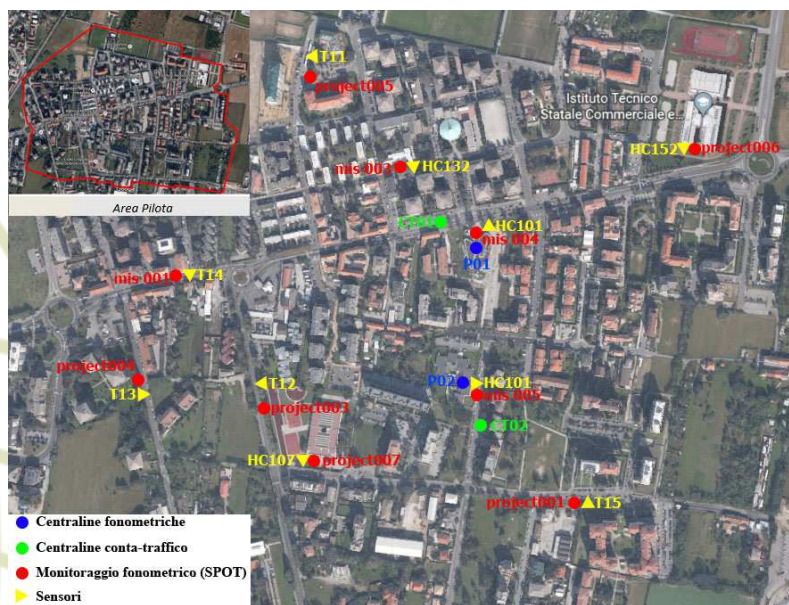 T11
project005
Istituto Tecnico
Statale Commerciale e...
HC152
project006
mis 003
HC132
Area Pilota
CT01
HC101
mis 004
P01
mis 001
T14
project004
T13
T12
project003
P02
HC101
mis 005
CT02
HC107
project007
project001
T15
Centraline fonometriche
Centraline conta-traffico
Monitoraggio fonometrico (SPOT)
Sensori